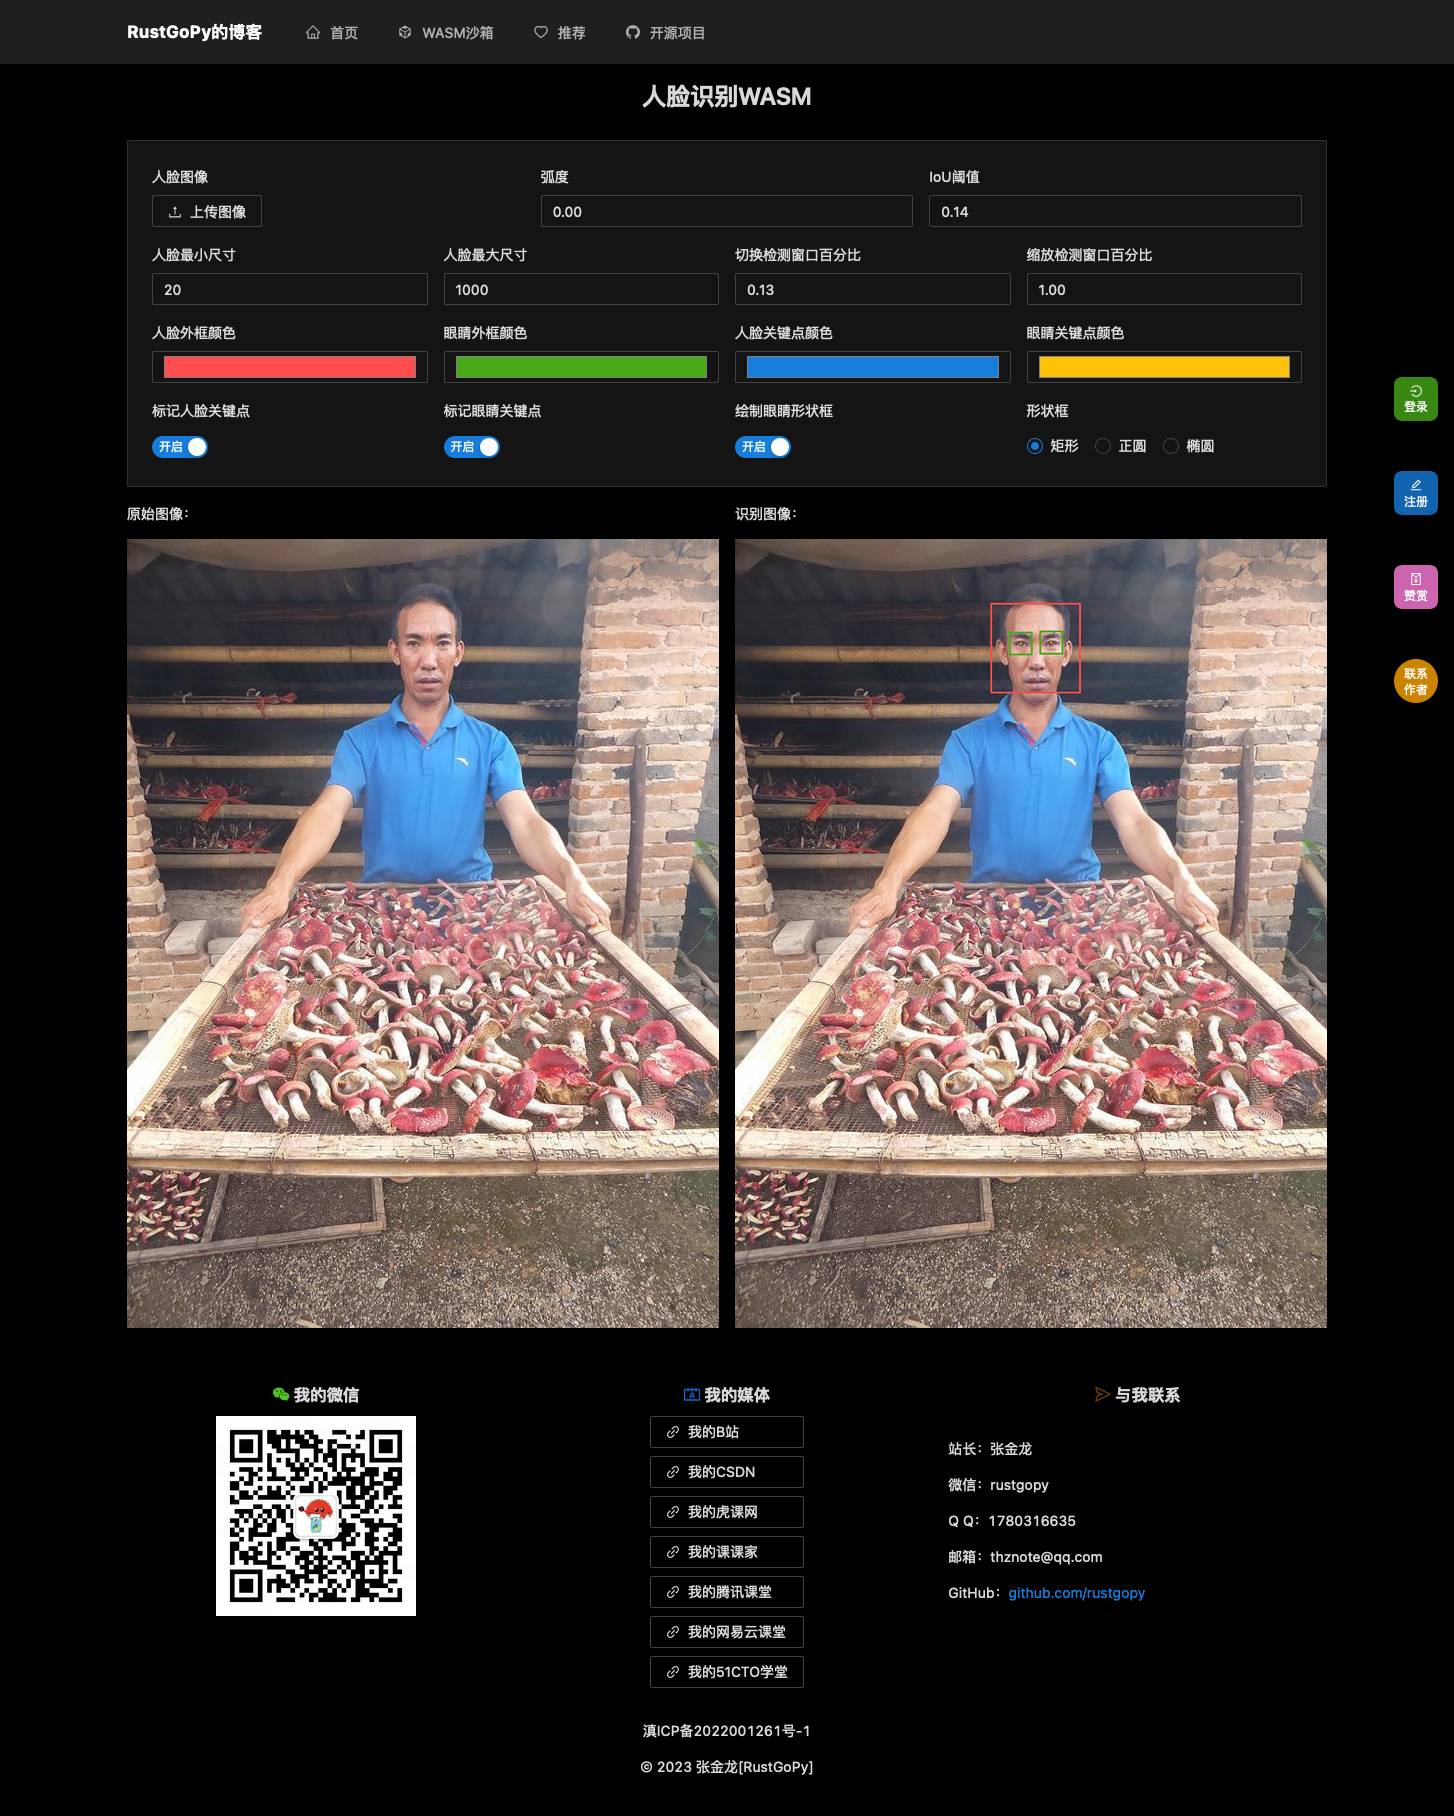 RustGoPy的博客 首页 WASM沙箱 推荐 开源项目
人脸识别WASM
人脸图像 弧度 IoU阈值
上传图像 0.00 0.14
人脸最小尺寸 人脸最大尺寸 切换检测窗口百分比 缩放检测窗口百分比
20 1000 0.13 1.00
人脸外框颜色 眼睛外框颜色 人脸关键点颜色 眼睛关键点颜色
标记人脸关键点 标记眼睛关键点 绘制眼睛形状框 形状框
开启 开启 开启 矩形 正圆 椭圆
登录
注册
赞赏
联系
作者
原始图像： 识别图像：
我的微信
我的媒体
我的B站
我的CSDN
我的虎课网
我的课课家
我的腾讯课堂
我的网易云课堂
我的51CTO学堂
与我联系
站长：张金龙
微信：rustgopy
Q Q：1780316635
邮箱：thznote@qq.com
GitHub：github.com/rustgopy
滇ICP备2022001261号-1
© 2023 张金龙[RustGoPy]